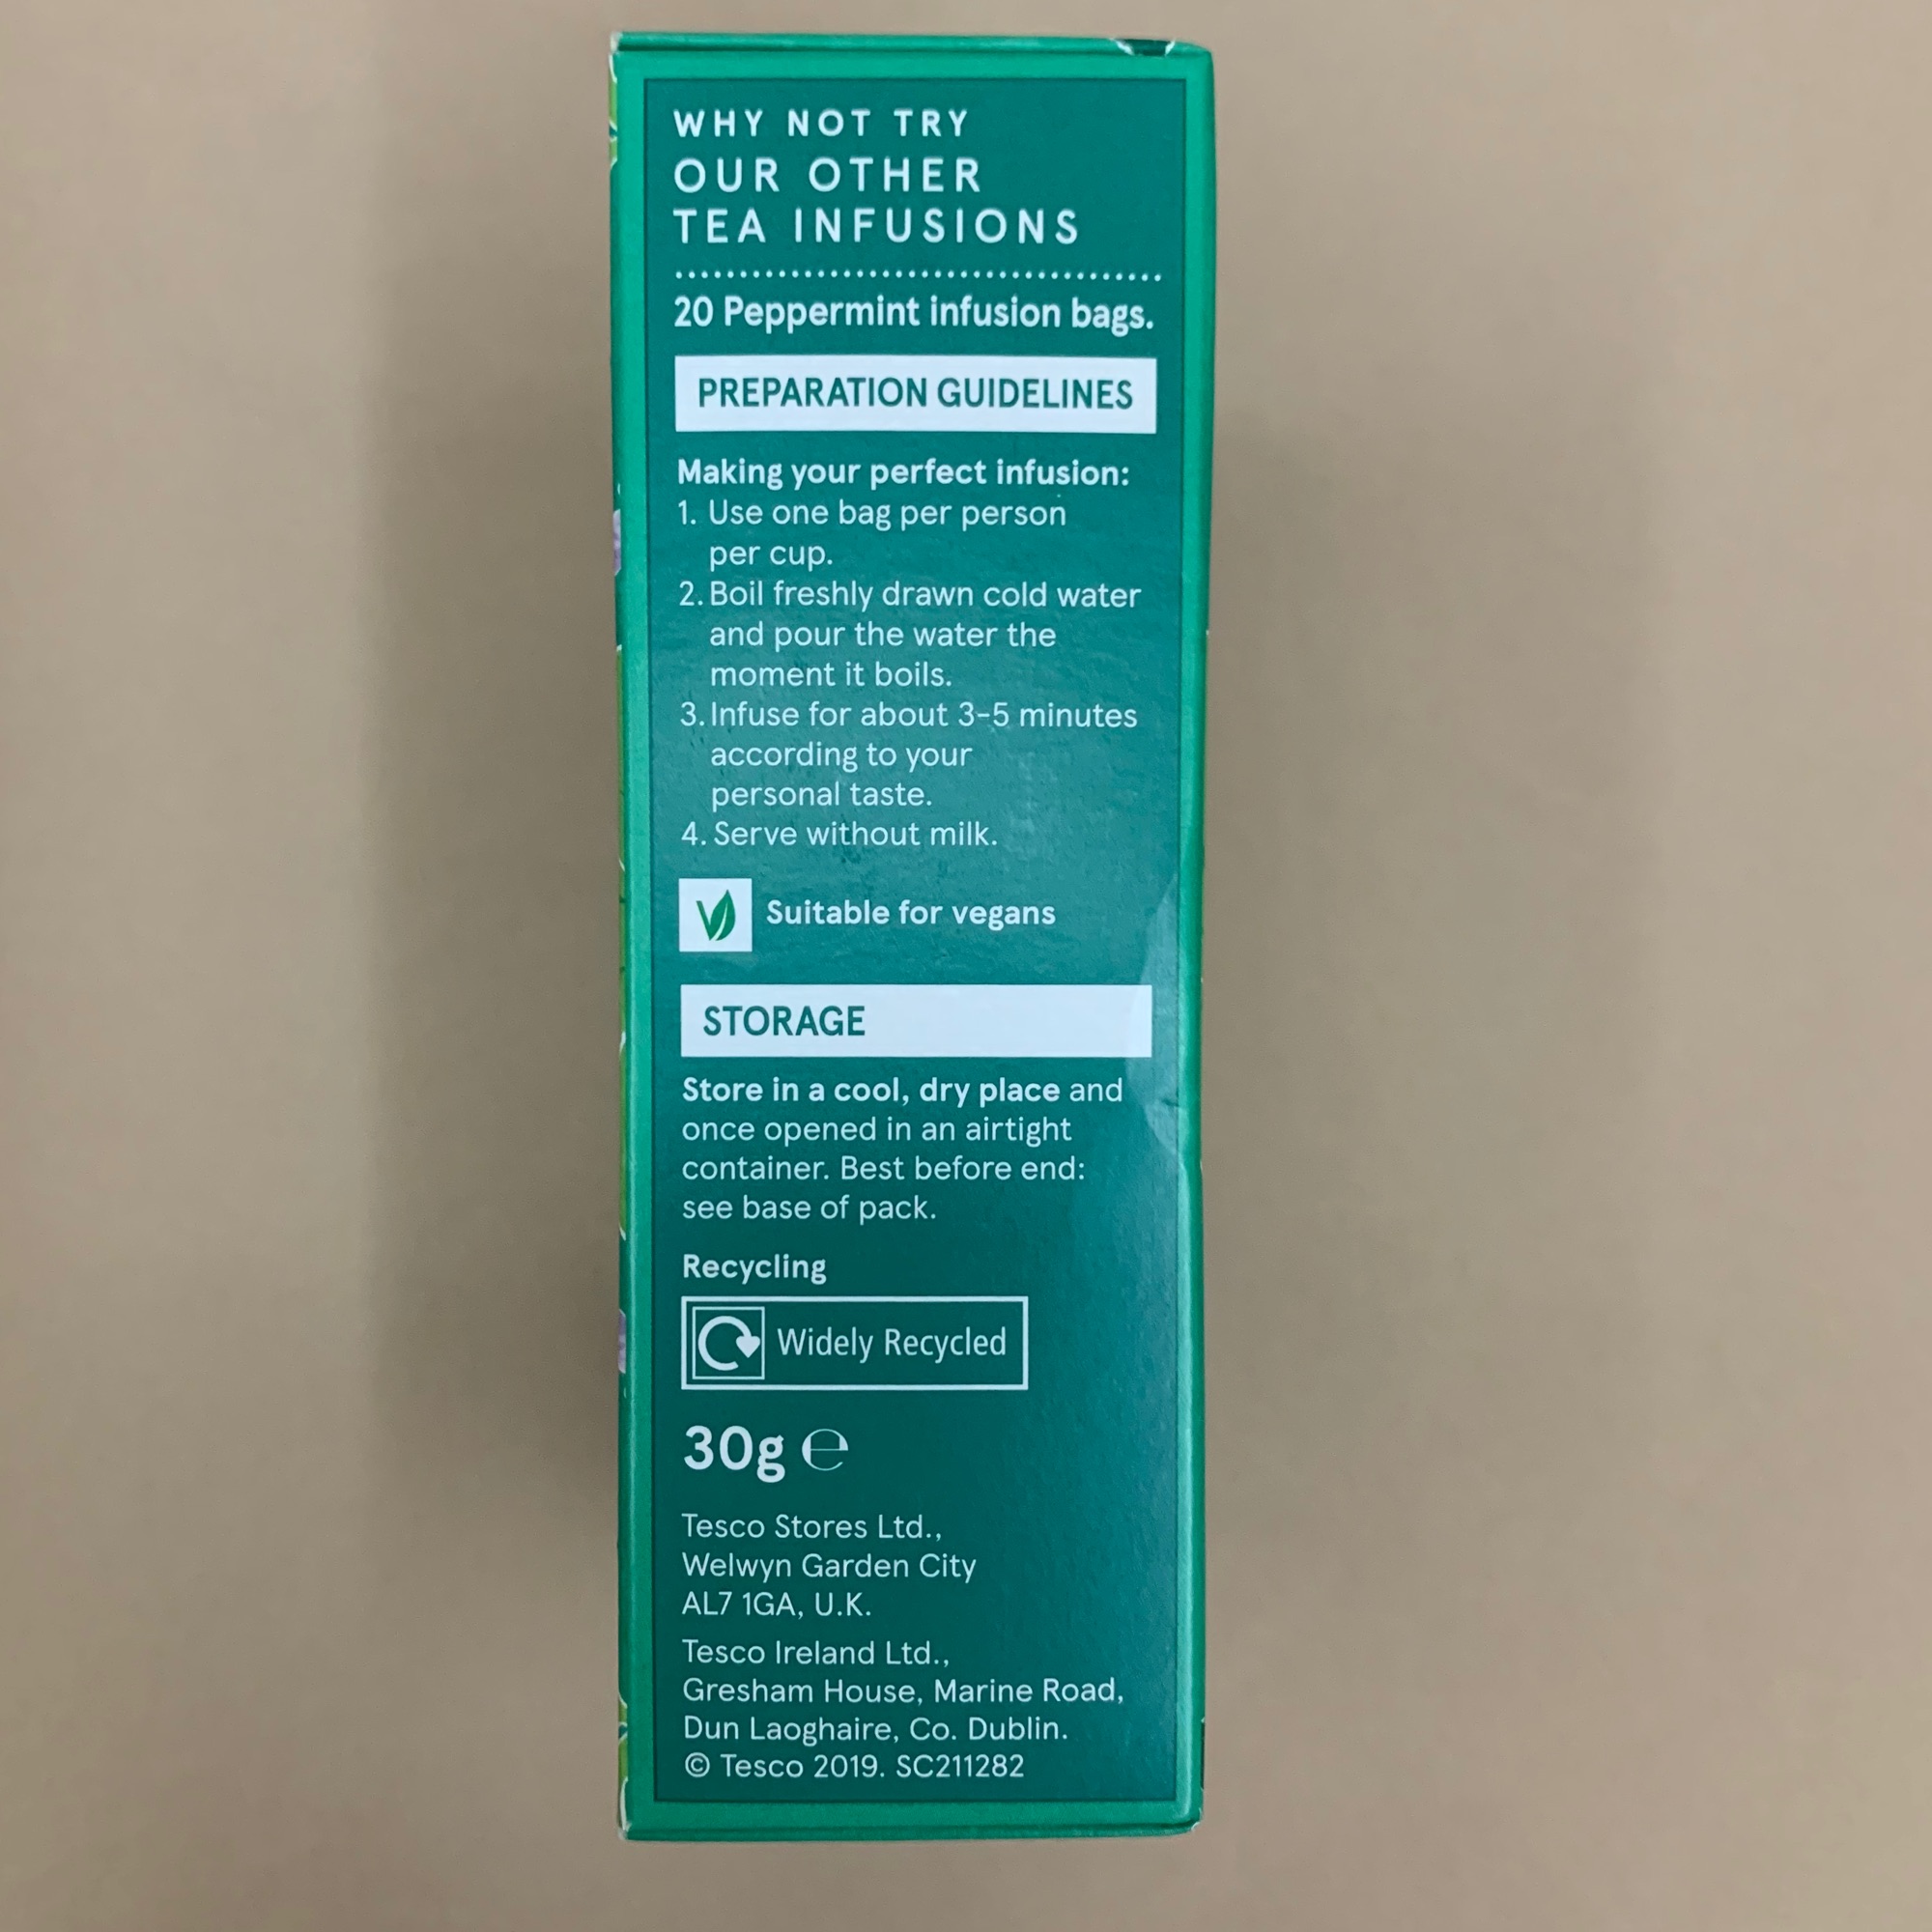 WHY NOT TRY
OUR OTHER
TEA INFUSIONS
20 Peppermint infusion bags.
PREPARATION GUIDELINES
Making your perfect infusion:
1. Use one bag per person
per cup.
2. Boil freshly drawn cold water
and pour the water the
moment it boils.
3. Infuse for about 3-5 minutes
according to your
personal taste.
4. Serve without milk.
Suitable for vegans
STORAGE
Store in a cool, dry place and
once opened in an airtight
container. Best before end:
see base of pack.
Recycling
Widely Recycled
30g ℮
Tesco Stores Ltd.,
Welwyn Garden City
AL7 1GA, U.K.
Tesco Ireland Ltd.,
Gresham House, Marine Road,
Dun Laoghaire, Co. Dublin.
© Tesco 2019. SC211282